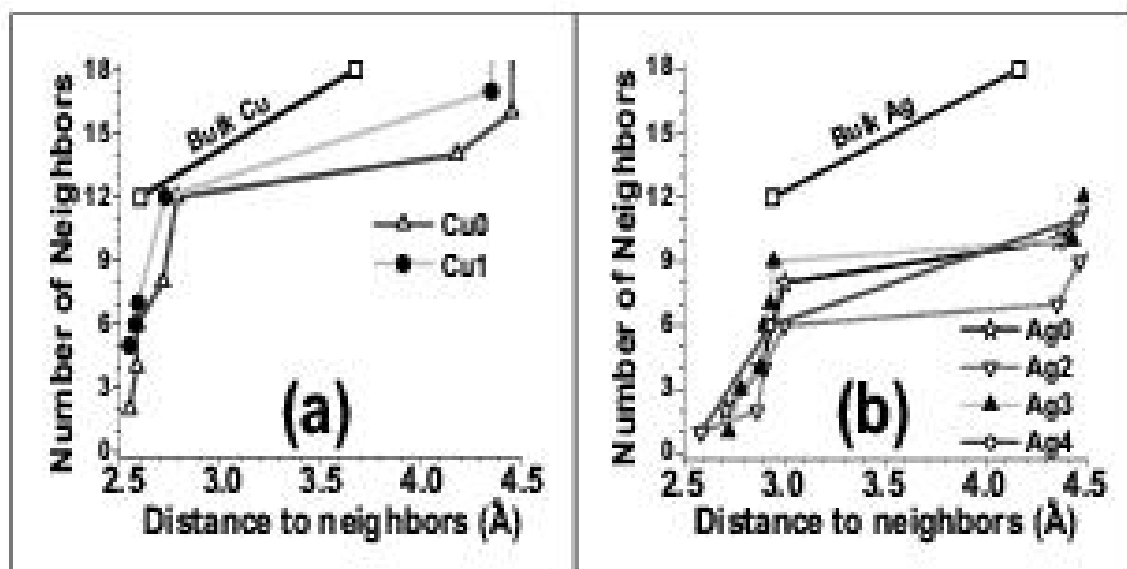 Number of Neighbors
18
15
12
9
6
3
0
Bulk Cu
Cu0
Cu1
(a)
2.5 3.0 3.5 4.0 4.5
Distance to neighbors (Å)
Number of Neighbors
18
15
12
9
6
3
0
Bulk Ag
Ag0
Ag2
Ag3
Ag4
(b)
2.5 3.0 3.5 4.0 4.5
Distance to neighbors (Å)